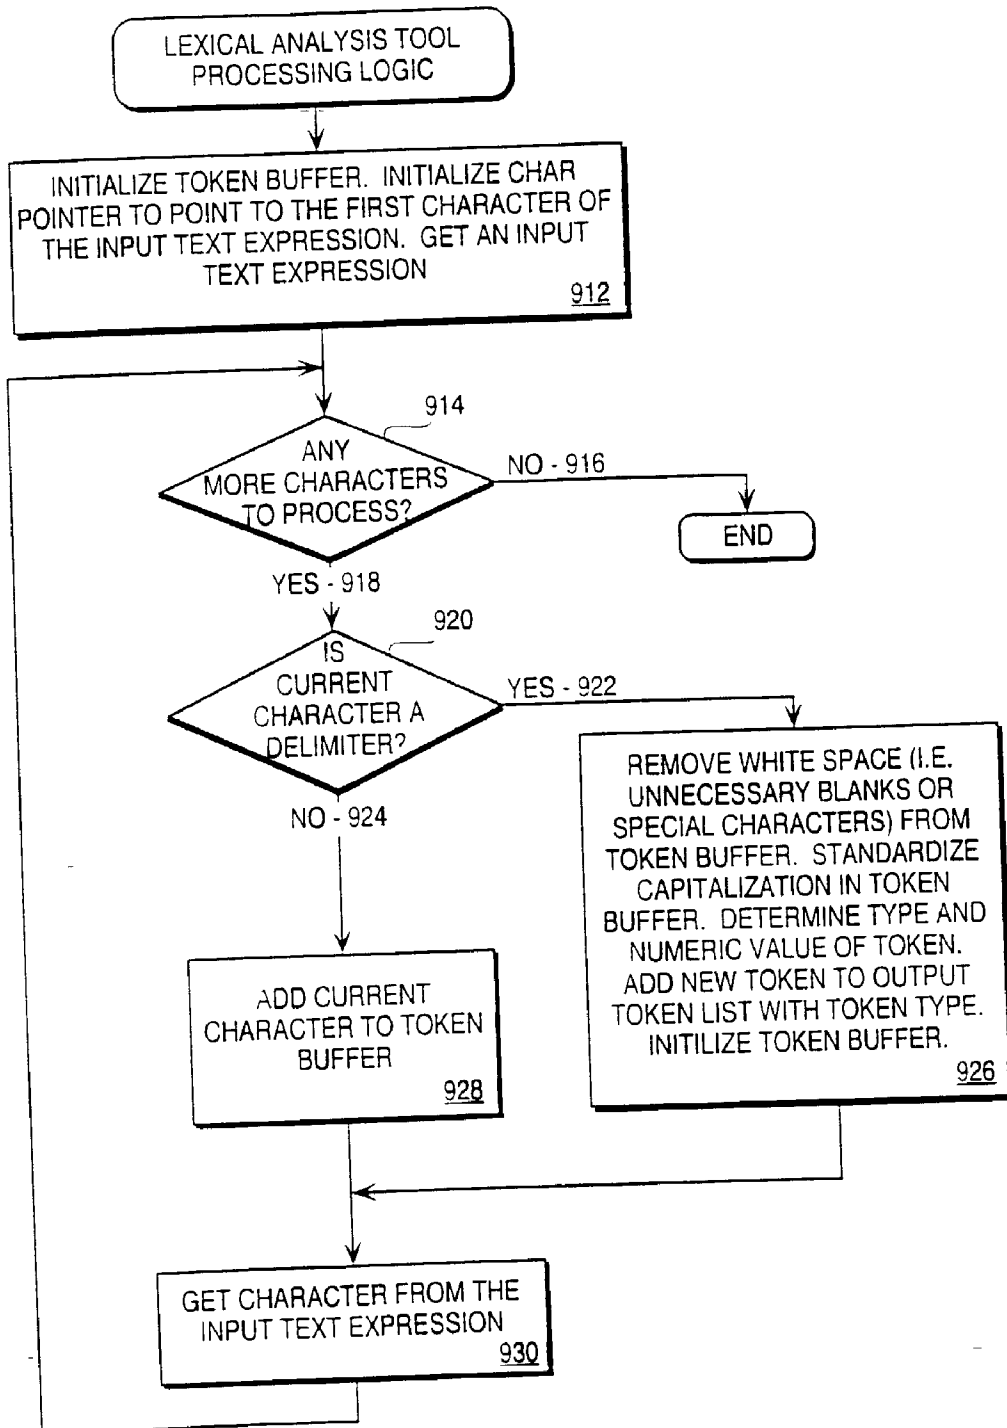 LEXICAL ANALYSIS TOOL
PROCESSING LOGIC
INITIALIZE TOKEN BUFFER. INITIALIZE CHAR
POINTER TO POINT TO THE FIRST CHARACTER OF
THE INPUT TEXT EXPRESSION. GET AN INPUT
TEXT EXPRESSION
912
914
ANY
MORE CHARACTERS
TO PROCESS?
NO - 916
END
YES - 918
920
IS
CURRENT
CHARACTER A
DELIMITER?
YES - 922
NO - 924
REMOVE WHITE SPACE (I.E.
UNNECESSARY BLANKS OR
SPECIAL CHARACTERS) FROM
TOKEN BUFFER. STANDARDIZE
CAPITALIZATION IN TOKEN
BUFFER. DETERMINE TYPE AND
NUMERIC VALUE OF TOKEN.
ADD NEW TOKEN TO OUTPUT
TOKEN LIST WITH TOKEN TYPE.
INITILIZE TOKEN BUFFER.
926
ADD CURRENT
CHARACTER TO TOKEN
BUFFER
928
GET CHARACTER FROM THE
INPUT TEXT EXPRESSION
930